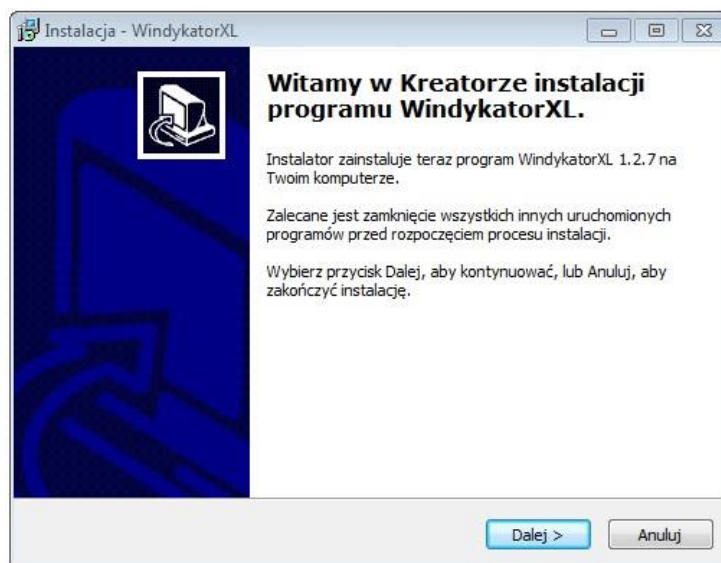 Instalacja - WindykatorXL
Witamy w Kreatorze instalacji
programu WindykatorXL.
Instalator zainstaluje teraz program WindykatorXL 1.2.7 na
Twoim komputerze.
Zalecane jest zamknięcie wszystkich innych uruchomionych
programów przed rozpoczęciem procesu instalacji.
Wybierz przycisk Dalej, aby kontynuować, lub Anuluj, aby
zakończyć instalację.
Dalej >
Anuluj